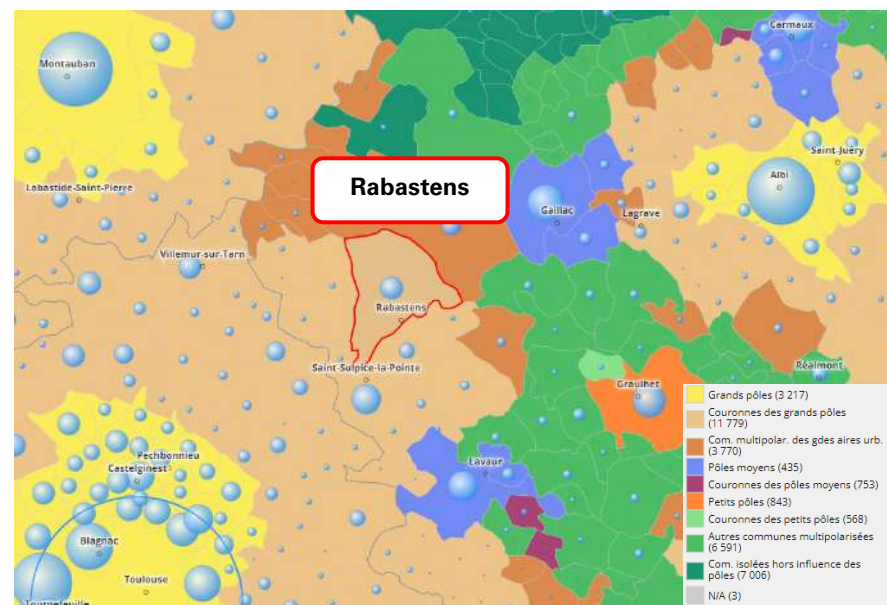 Carmaux
Montauban
Saint-Juéry
Albi
Rabastens
Labastide-Saint-Pierre
Gaillac
Lagrave
Villemur-sur-Tarn
Rabastens
Saint-Sulpice-la-Pointe
Réalmont
Graulhet
Pechbonnieu
Castelginest
Lavaur
Blagnac
Toulouse
Tournefeuille
Grands pôles (3 217)
Couronnes des grands pôles
(11 779)
Com. multipolar. des gdes aires urb.
(3 770)
Pôles moyens (435)
Couronnes des pôles moyens (753)
Petits pôles (843)
Couronnes des petits pôles (568)
Autres communes multipolarisées
(6 591)
Com. isolées hors influence des
pôles (7 006)
N/A (3)